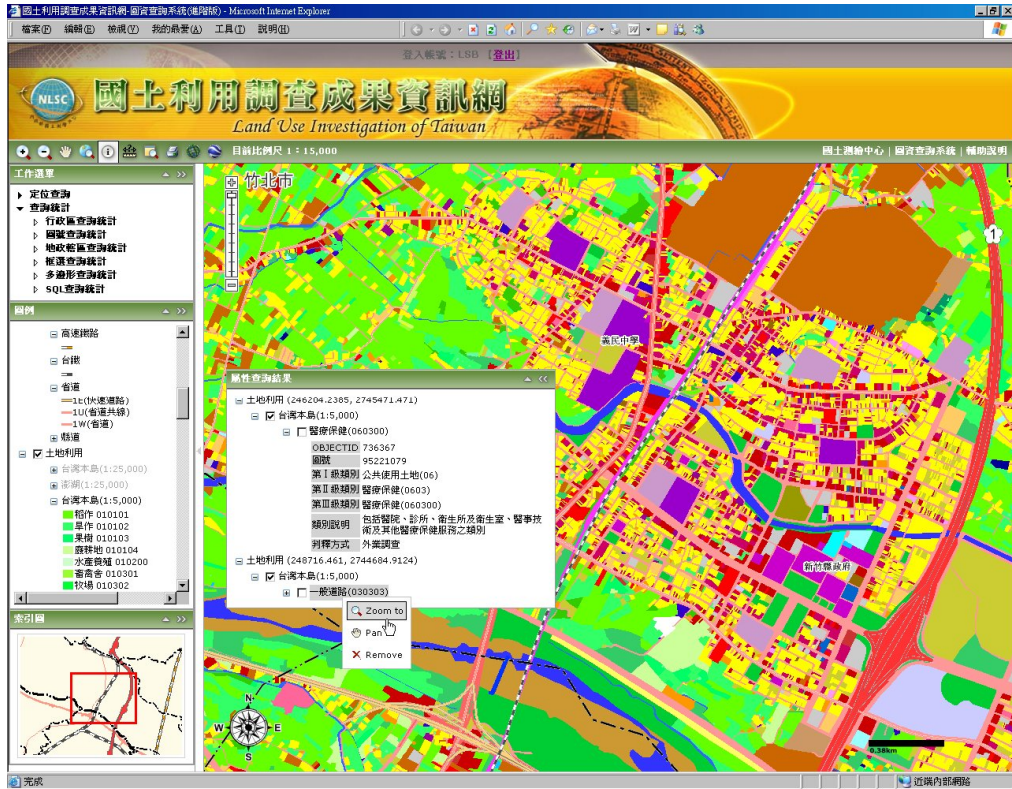 國土利用調查成果資訊網-圖資查詢系統(進階版) - Microsoft Internet Explorer
檔案(F) 編輯(E) 檢視(V) 我的最愛(A) 工具(T) 說明(H)
登入帳號：LSB 【登出】
NLSC
國土利用調查成果資訊網
Land Use Investigation of Taiwan
目前比例尺 1：15,000
國土測繪中心 | 圖資查詢系統 | 輔助說明
工作選單
定位查詢
查詢統計
行政區查詢統計
圖號查詢統計
地政轄區查詢統計
框選查詢統計
多邊形查詢統計
SQL查詢統計
圖例
高速鐵路
台鐵
省道
1E(快速道路)
1U(省道共線)
1W(省道)
縣道
土地利用
台灣本島(1:25,000)
澎湖(1:25,000)
台灣本島(1:5,000)
稻作 010101
旱作 010102
果樹 010103
廢耕地 010104
水產養殖 010200
畜禽舍 010301
牧場 010302
索引圖
竹北市
1
義民中學
新竹縣政府
屬性查詢結果
土地利用 (246204.2385, 2745471.471)
台灣本島(1:5,000)
醫療保健(060300)
OBJECTID 736367
圖號 95221079
第Ⅰ級類別 公共使用土地(06)
第Ⅱ級類別 醫療保健(0603)
第Ⅲ級類別 醫療保健(060300)
類別說明 包括醫院、診所、衛生所及衛生室、醫事技
術及其他醫療保健服務之類別
判釋方式 外業調查
土地利用 (248716.461, 2744684.9124)
台灣本島(1:5,000)
一般道路(030303)
Zoom to
Pan
Remove
N
W E
S
0.38km
完成
近端內部網路